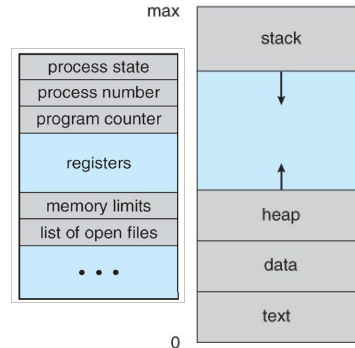 process state
process number
program counter
registers
memory limits
list of open files
• • •
max
stack
heap
data
text
0